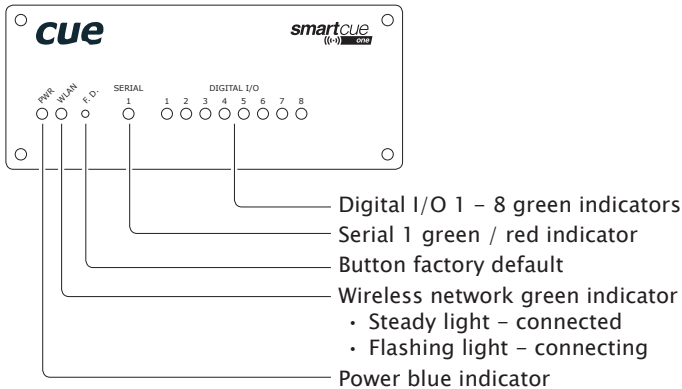 cue
smartcue
((·)) one
PWR WLAN F. D. SERIAL DIGITAL I/O
1 1 2 3 4 5 6 7 8
Digital I/O 1 – 8 green indicators
Serial 1 green / red indicator
Button factory default
Wireless network green indicator
• Steady light – connected
• Flashing light – connecting
Power blue indicator